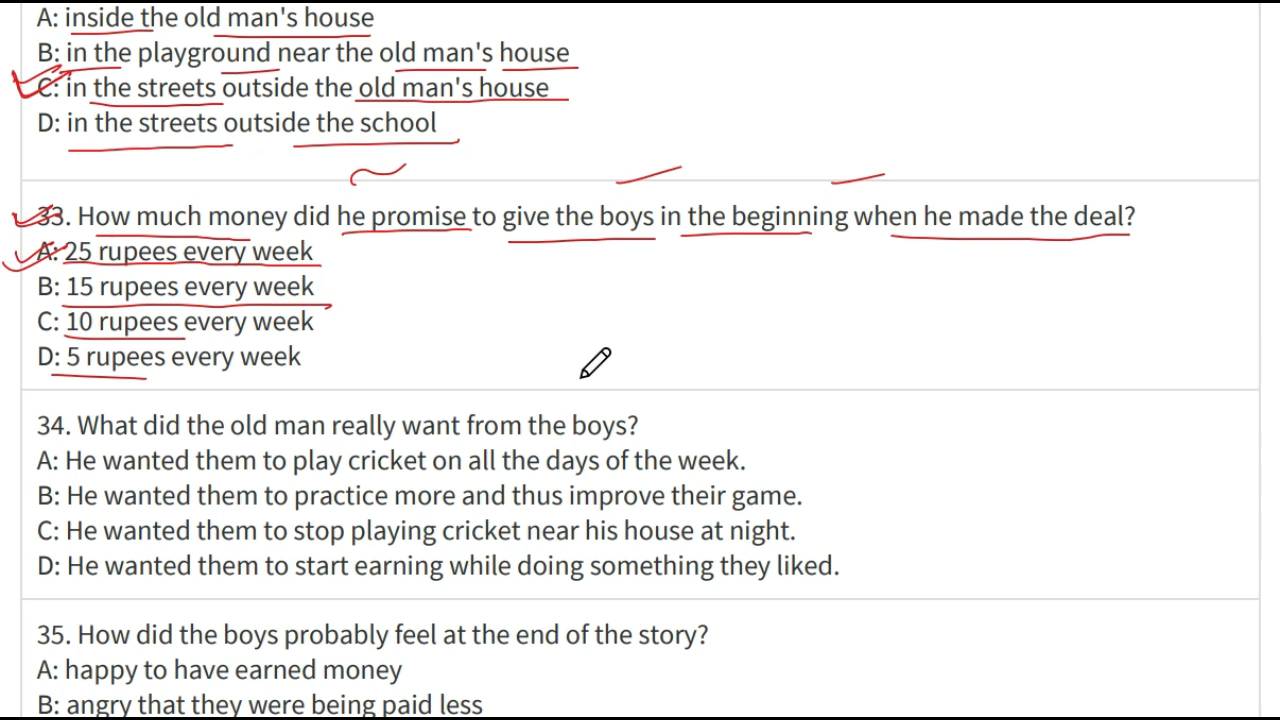 A: inside the old man's house
B: in the playground near the old man's house
C: in the streets outside the old man's house
D: in the streets outside the school
33. How much money did he promise to give the boys in the beginning when he made the deal?
A: 25 rupees every week
B: 15 rupees every week
C: 10 rupees every week
D: 5 rupees every week
34. What did the old man really want from the boys?
A: He wanted them to play cricket on all the days of the week.
B: He wanted them to practice more and thus improve their game.
C: He wanted them to stop playing cricket near his house at night.
D: He wanted them to start earning while doing something they liked.
35. How did the boys probably feel at the end of the story?
A: happy to have earned money
B: angry that they were being paid less